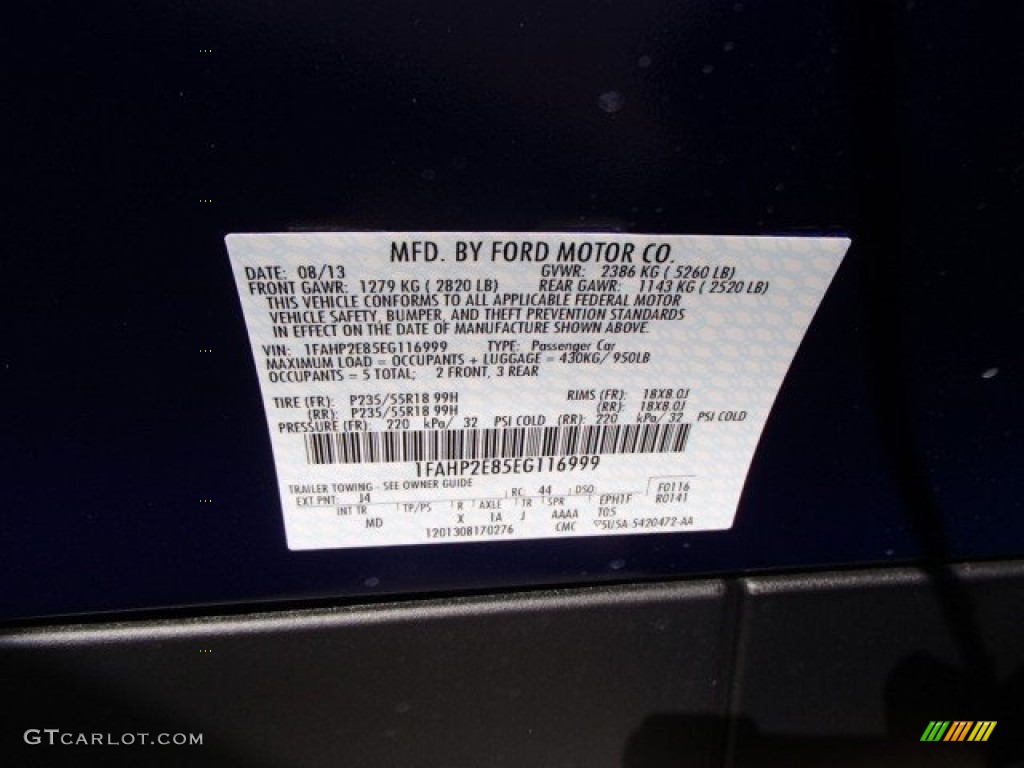 MFD. BY FORD MOTOR CO.
DATE: 08/13 GVWR: 2386 KG ( 5260 LB)
FRONT GAWR: 1279 KG ( 2820 LB) REAR GAWR: 1143 KG ( 2520 LB)
THIS VEHICLE CONFORMS TO ALL APPLICABLE FEDERAL MOTOR
VEHICLE SAFETY, BUMPER, AND THEFT PREVENTION STANDARDS
IN EFFECT ON THE DATE OF MANUFACTURE SHOWN ABOVE.
VIN: 1FAHP2E85EG116999 TYPE: Passenger Car
MAXIMUM LOAD = OCCUPANTS + LUGGAGE = 430KG/ 950LB
OCCUPANTS = 5 TOTAL; 2 FRONT, 3 REAR
TIRE (FR): P235/55R18 99H RIMS (FR): 18X8.0J
(RR): P235/55R18 99H (RR): 18X8.0J
PRESSURE (FR): 220 kPa/ 32 PSI COLD (RR): 220 kPa/ 32 PSI COLD
1FAHP2E85EG116999
TRAILER TOWING - SEE OWNER GUIDE
EXT PNT: J4 RC: 44 DSO F0116
INT TR TP/PS R AXLE TR SPR EPH1F R0141
MD X 1A J AAAA T05
1201308170276 CMC 5U5A-5420472-AA
GTCARLOT.COM